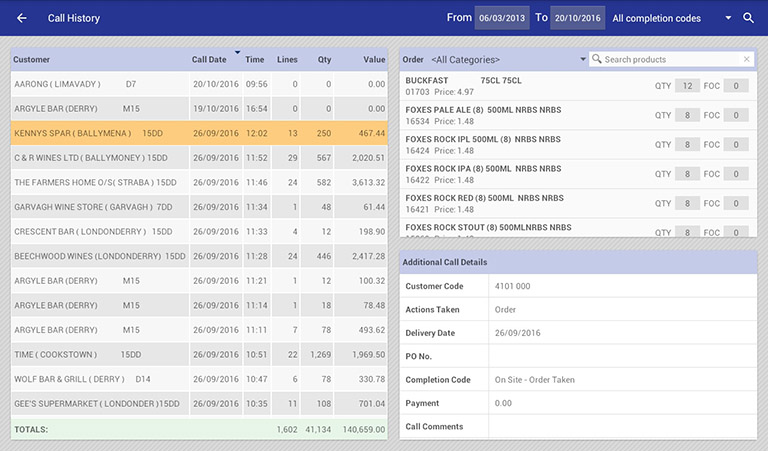 Call History From 06/03/2013 To 20/10/2016 All completion codes
Customer Call Date Time Lines Qty Value
AARONG ( LIMAVADY) D7 20/10/2016 09:56 0 0 0.00
ARGYLE BAR (DERRY) M15 19/10/2016 16:54 0 0 0.00
KENNYS SPAR ( BALLYMENA ) 15DD 26/09/2016 12:02 13 250 467.44
C & R WINES LTD ( BALLYMONEY ) 15DD 26/09/2016 11:52 29 567 2,020.51
THE FARMERS HOME O/S( STRABA ) 15DD 26/09/2016 11:46 24 582 3,613.32
GARVAGH WINE STORE ( GARVAGH ) 7DD 26/09/2016 11:34 1 48 61.44
CRESCENT BAR ( LONDONDERRY ) 15DD 26/09/2016 11:33 4 12 198.90
BEECHWOOD WINES (LONDONDERRY) 15DD 26/09/2016 11:28 24 446 2,417.28
ARGYLE BAR (DERRY) M15 26/09/2016 11:21 1 12 100.32
ARGYLE BAR (DERRY) M15 26/09/2016 11:14 1 18 78.48
ARGYLE BAR (DERRY) M15 26/09/2016 11:11 7 78 493.62
TIME ( COOKSTOWN ) 15DD 26/09/2016 10:51 22 1,269 1,969.50
WOLF BAR & GRILL ( DERRY ) D14 26/09/2016 10:47 6 78 330.78
GEE'S SUPERMARKET ( LONDONDER )15DD 26/09/2016 10:35 11 108 701.04
TOTALS: 1,602 41,134 140,659.00
Order <All Categories> Search products
BUCKFAST 75CL 75CL
01703 Price: 4.97 QTY 12 FOC 0
FOXES PALE ALE (8) 500ML NRBS NRBS
16534 Price: 1.48 QTY 8 FOC 0
FOXES ROCK IPL 500ML (8) NRBS NRBS
16424 Price: 1.48 QTY 8 FOC 0
FOXES ROCK IPA (8) 500ML NRBS NRBS
16422 Price: 1.48 QTY 8 FOC 0
FOXES ROCK RED (8) 500ML NRBS NRBS
16421 Price: 1.48 QTY 8 FOC 0
FOXES ROCK STOUT (8) 500MLNRBS NRBS
QTY 8 FOC 0
Additional Call Details
Customer Code 4101 000
Actions Taken Order
Delivery Date 26/09/2016
PO No.
Completion Code On Site - Order Taken
Payment 0.00
Call Comments